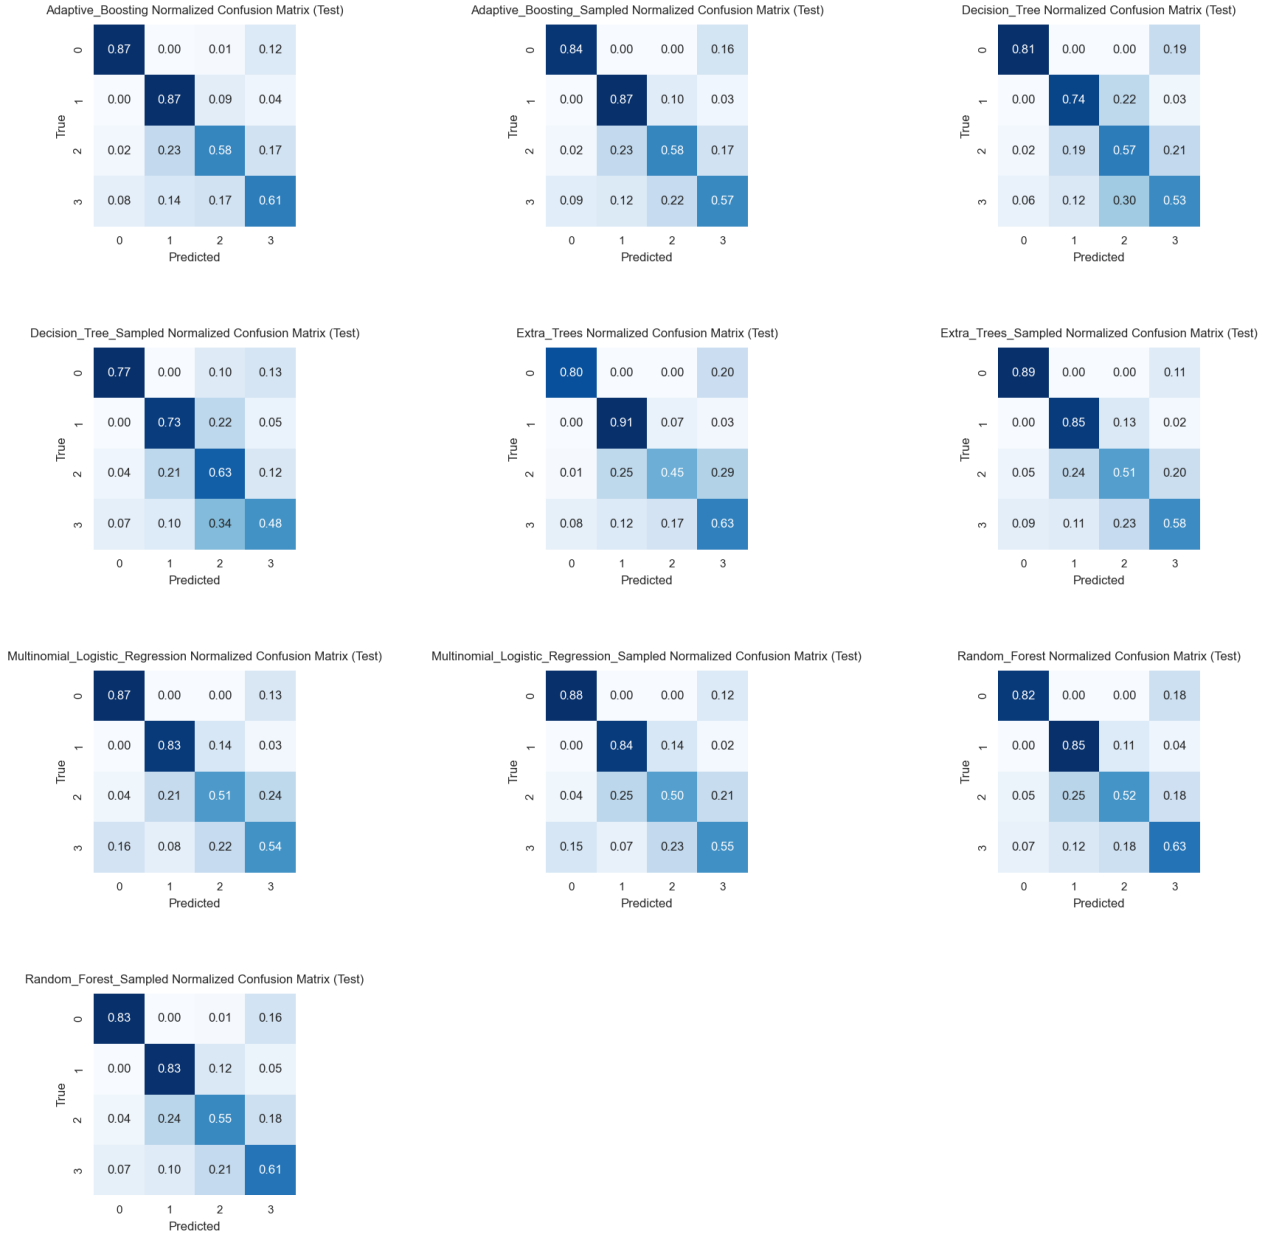 Adaptive_Boosting Normalized Confusion Matrix (Test)
0 0.87 0.00 0.01 0.12
1 0.00 0.87 0.09 0.04
2 0.02 0.23 0.58 0.17
3 0.08 0.14 0.17 0.61
True
0 1 2 3
Predicted
Adaptive_Boosting_Sampled Normalized Confusion Matrix (Test)
0 0.84 0.00 0.00 0.16
1 0.00 0.87 0.10 0.03
2 0.02 0.23 0.58 0.17
3 0.09 0.12 0.22 0.57
True
0 1 2 3
Predicted
Decision_Tree Normalized Confusion Matrix (Test)
0 0.81 0.00 0.00 0.19
1 0.00 0.74 0.22 0.03
2 0.02 0.19 0.57 0.21
3 0.06 0.12 0.30 0.53
True
0 1 2 3
Predicted
Decision_Tree_Sampled Normalized Confusion Matrix (Test)
0 0.77 0.00 0.10 0.13
1 0.00 0.73 0.22 0.05
2 0.04 0.21 0.63 0.12
3 0.07 0.10 0.34 0.48
True
0 1 2 3
Predicted
Extra_Trees Normalized Confusion Matrix (Test)
0 0.80 0.00 0.00 0.20
1 0.00 0.91 0.07 0.03
2 0.01 0.25 0.45 0.29
3 0.08 0.12 0.17 0.63
True
0 1 2 3
Predicted
Extra_Trees_Sampled Normalized Confusion Matrix (Test)
0 0.89 0.00 0.00 0.11
1 0.00 0.85 0.13 0.02
2 0.05 0.24 0.51 0.20
3 0.09 0.11 0.23 0.58
True
0 1 2 3
Predicted
Multinomial_Logistic_Regression Normalized Confusion Matrix (Test)
0 0.87 0.00 0.00 0.13
1 0.00 0.83 0.14 0.03
2 0.04 0.21 0.51 0.24
3 0.16 0.08 0.22 0.54
True
0 1 2 3
Predicted
Multinomial_Logistic_Regression_Sampled Normalized Confusion Matrix (Test)
0 0.88 0.00 0.00 0.12
1 0.00 0.84 0.14 0.02
2 0.04 0.25 0.50 0.21
3 0.15 0.07 0.23 0.55
True
0 1 2 3
Predicted
Random_Forest Normalized Confusion Matrix (Test)
0 0.82 0.00 0.00 0.18
1 0.00 0.85 0.11 0.04
2 0.05 0.25 0.52 0.18
3 0.07 0.12 0.18 0.63
True
0 1 2 3
Predicted
Random_Forest_Sampled Normalized Confusion Matrix (Test)
0 0.83 0.00 0.01 0.16
1 0.00 0.83 0.12 0.05
2 0.04 0.24 0.55 0.18
3 0.07 0.10 0.21 0.61
True
0 1 2 3
Predicted